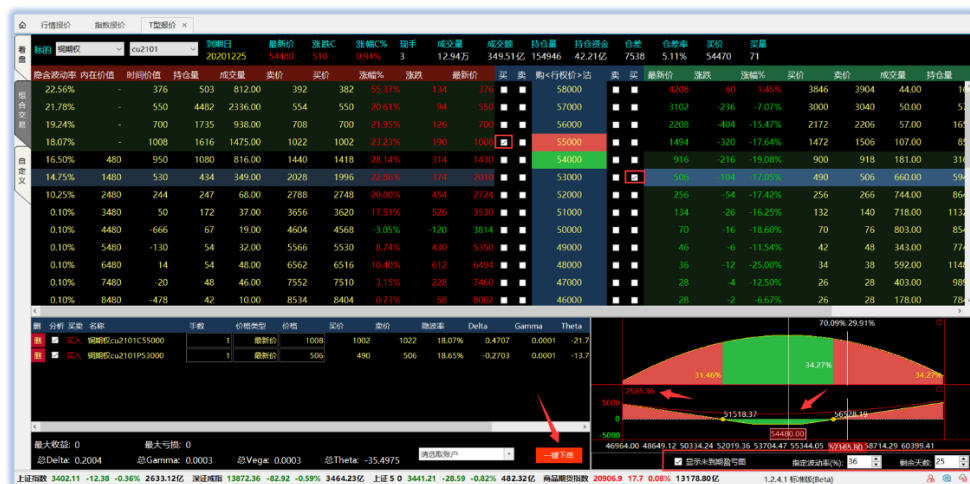 行情报价 指数报价 T型报价 ×
看盘
组合交易
自定义
标的 铜期权 cu2101
到期日 最新价 涨跌C 涨幅C% 现手 成交量 成交额 持仓量 持仓资金 仓差 仓差率 买价 买量
20201225 54480 510 0.94% 3 12.94万 349.51亿 154946 42.21亿 7538 5.11% 54470 71
隐含波动率 内在价值 时间价值 持仓量 成交量 卖价 买价 涨幅% 涨跌 最新价 买 卖 购<行权价>沽 卖 买 最新价 涨跌 涨幅% 买价 卖价 成交量 持仓量
22.56% - 376 503 812.00 392 382 55.37% 134 376 58000 4208 60 1.45% 3846 3904 44.00
21.78% - 550 4482 2336.00 554 550 20.61% 94 550 57000 3102 -236 -7.07% 3000 3040 50.00
19.24% - 700 1735 938.00 708 700 21.95% 126 700 56000 2208 -404 -15.47% 2172 2206 57.00
18.07% - 1008 1616 1475.00 1022 1002 23.23% 190 1008 55000 1494 -320 -17.64% 1472 1506 107.00
16.50% 480 950 1080 816.00 1440 1418 28.14% 314 1430 54000 916 -216 -19.08% 900 918 181.00
14.75% 1480 530 434 349.00 2028 1996 22.86% 374 2010 53000 506 -104 -17.05% 490 506 660.00
10.25% 2480 244 247 68.00 2788 2748 20.00% 454 2724 52000 256 -54 -17.42% 256 266 744.00
0.10% 3480 50 172 37.00 3656 3620 17.51% 526 3530 51000 134 -26 -16.25% 132 140 718.00
0.10% 4480 -666 67 19.00 4604 4568 -3.05% -120 3814 50000 70 -16 -18.60% 70 76 803.00
0.10% 5480 -130 54 32.00 5566 5530 8.74% 430 5350 49000 46 -6 -11.54% 42 48 343.00
0.10% 6480 14 54 48.00 6562 6516 10.40% 612 6494 48000 36 -12 -25.00% 34 38 592.00
0.10% 7480 -20 48 46.00 7552 7510 3.15% 228 7460 47000 28 -4 -12.50% 26 28 403.00
0.10% 8480 -478 42 10.00 8534 8404 0.73% 58 8002 46000 28 -2 -6.67% 26 28 178.00
删 分析 买卖 名称 手数 价格类型 价格 买价 卖价 隐波率 Delta Gamma Theta
删 买入 铜期权cu2101C55000 1 最新价 1008 1002 1022 18.07% 0.4707 0.0001 -21.7
删 买入 铜期权cu2101P53000 1 最新价 506 490 506 18.65% -0.2703 0.0001 -13.7
最大收益: 0 最大亏损: 0
总Delta: 0.2004 总Gamma: 0.0003 总Vega: 0.0003 总Theta: -35.4975
请选取账户 一键下单
70.09% 29.91%
34.27%
31.46% 34.27%
2565.86
5000
0
-5000
51518.37 56528.19
54480.00
46964.00 48649.12 50334.24 52019.36 53704.47 55344.05 57165.80 58714.29 60399.41
显示未到期盈亏图 指定波动率(%): 36 剩余天数: 25
上证指数 3402.11 -12.38 -0.36% 2633.12亿 深证成指 13872.36 -82.92 -0.59% 3464.23亿 上证50 3441.21 -28.59 -0.82% 482.32亿 商品期货指数 20906.9 17.7 0.08% 13178.80亿 1.2.4.1 标准版(Beta)